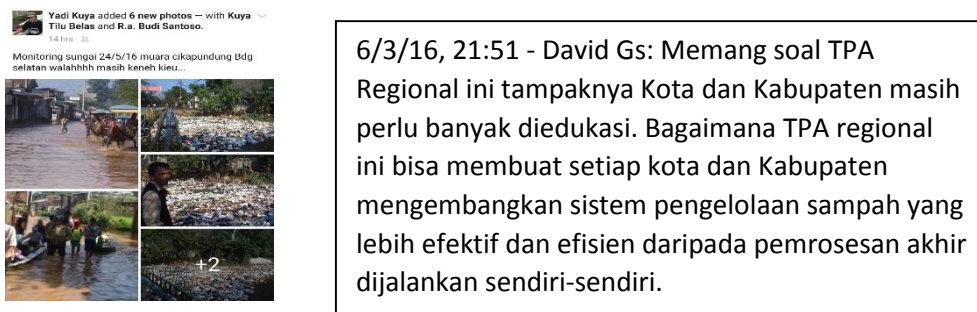 Yadi Kuya added 6 new photos — with Kuya
Tilu Belas and R.a. Budi Santoso.
14 hrs
Monitoring sungai 24/5/16 muara cikapundung Bdg
selatan walahhhh masih keneh kieu...
+2
6/3/16, 21:51 - David Gs: Memang soal TPA
Regional ini tampaknya Kota dan Kabupaten masih
perlu banyak diedukasi. Bagaimana TPA regional
ini bisa membuat setiap kota dan Kabupaten
mengembangkan sistem pengelolaan sampah yang
lebih efektif dan efisien daripada pemrosesan akhir
dijalankan sendiri-sendiri.